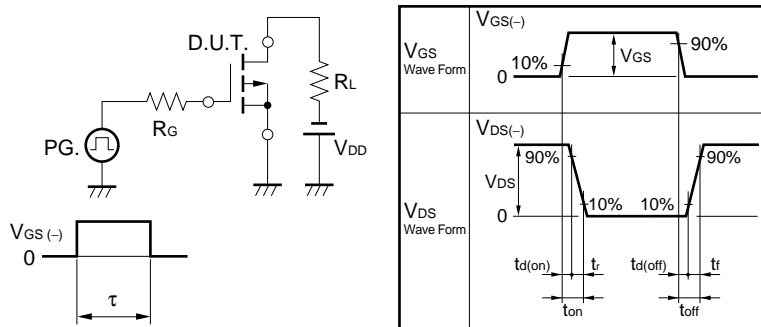 D.U.T.
RL
RG
PG.
VDD
VGS (−)
0
τ
VGS
Wave Form
VGS(−)
10%
0
VGS
90%
VDS
Wave Form
VDS(−)
90%
VDS
0
10%
10%
90%
td(on)
tr
td(off)
tf
ton
toff